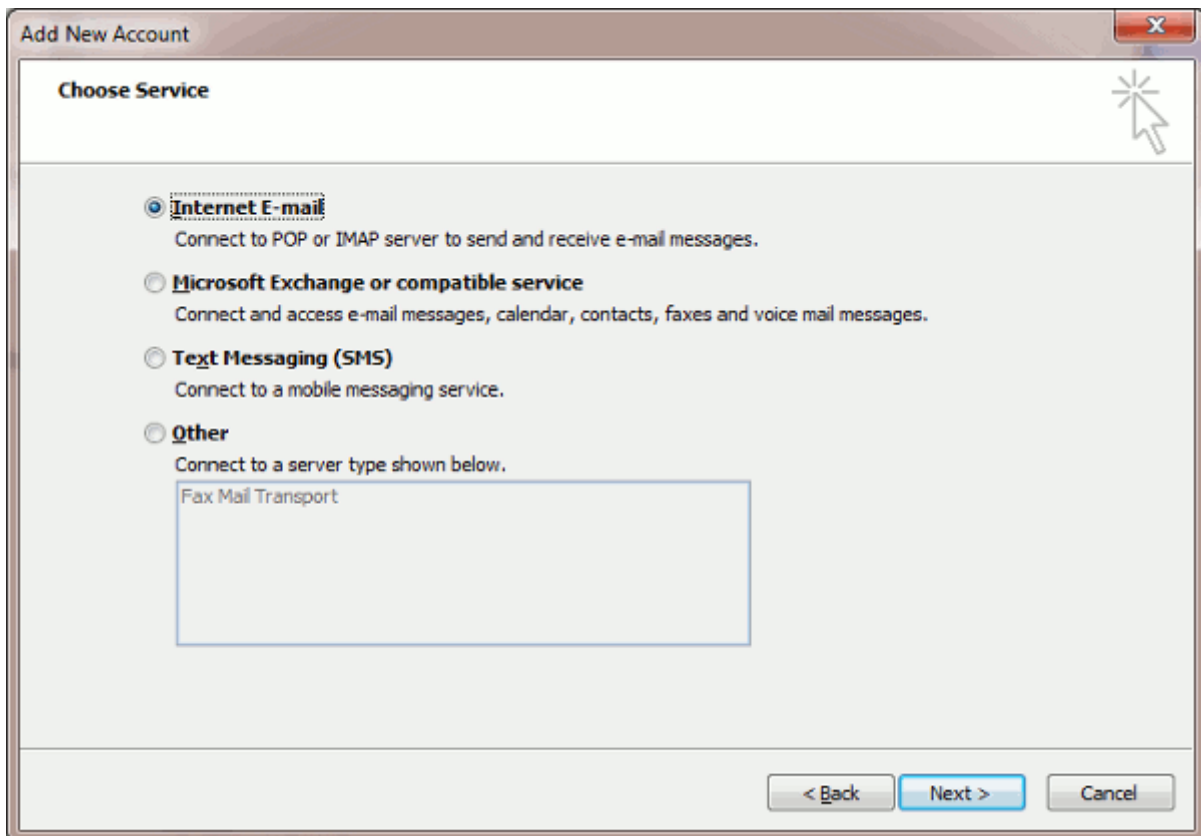 Add New Account
Choose Service
Internet E-mail
Connect to POP or IMAP server to send and receive e-mail messages.
Microsoft Exchange or compatible service
Connect and access e-mail messages, calendar, contacts, faxes and voice mail messages.
Text Messaging (SMS)
Connect to a mobile messaging service.
Other
Connect to a server type shown below.
Fax Mail Transport
< Back
Next >
Cancel